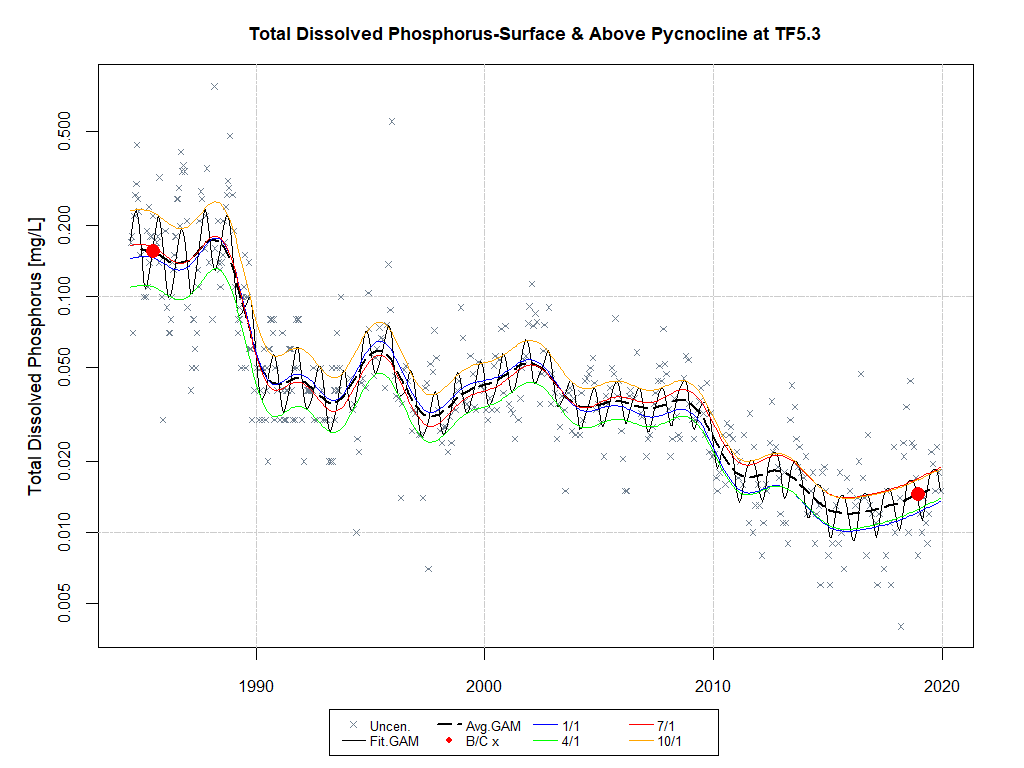 Total Dissolved Phosphorus-Surface & Above Pycnocline at TF5.3
Total Dissolved Phosphorus [mg/L]
0.500
0.200
0.100
0.050
0.020
0.010
0.005
1990 2000 2010 2020
Uncen. Avg.GAM 1/1 7/1
Fit.GAM B/C x 4/1 10/1